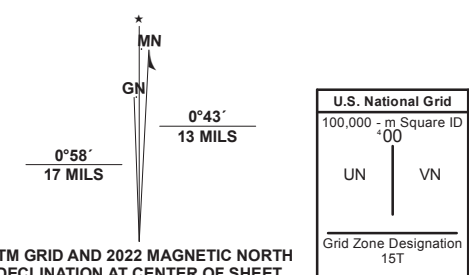 ★
MN
GN
0°43´
13 MILS
0°58´
17 MILS
TM GRID AND 2022 MAGNETIC NORTH
DECLINATION AT CENTER OF SHEET
U.S. National Grid
100,000 - m Square ID
⁴00
UN
VN
Grid Zone Designation
15T